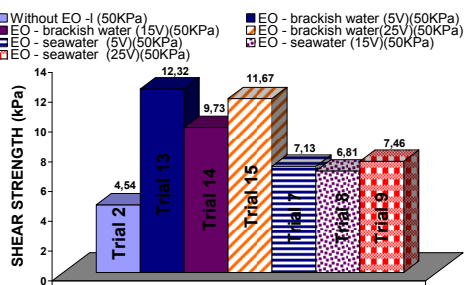 Without EO -I (50KPa) EO - brackish water (5V)(50KPa)
EO - brackish water (15V)(50KPa) EO - brackish water(25V)(50KPa)
EO - seawater (5V)(50KPa) EO - seawater (15V)(50KPa)
EO - seawater (25V)(50KPa)
SHEAR STRENGTH (kPa)
14
12
10
8
6
4
2
0
4,54
12,32
9,73
11,67
7,13
6,81
7,46
Trial 2
Trial 13
Trial 14
Trial 15
Trial 7
Trial 8
Trial 9